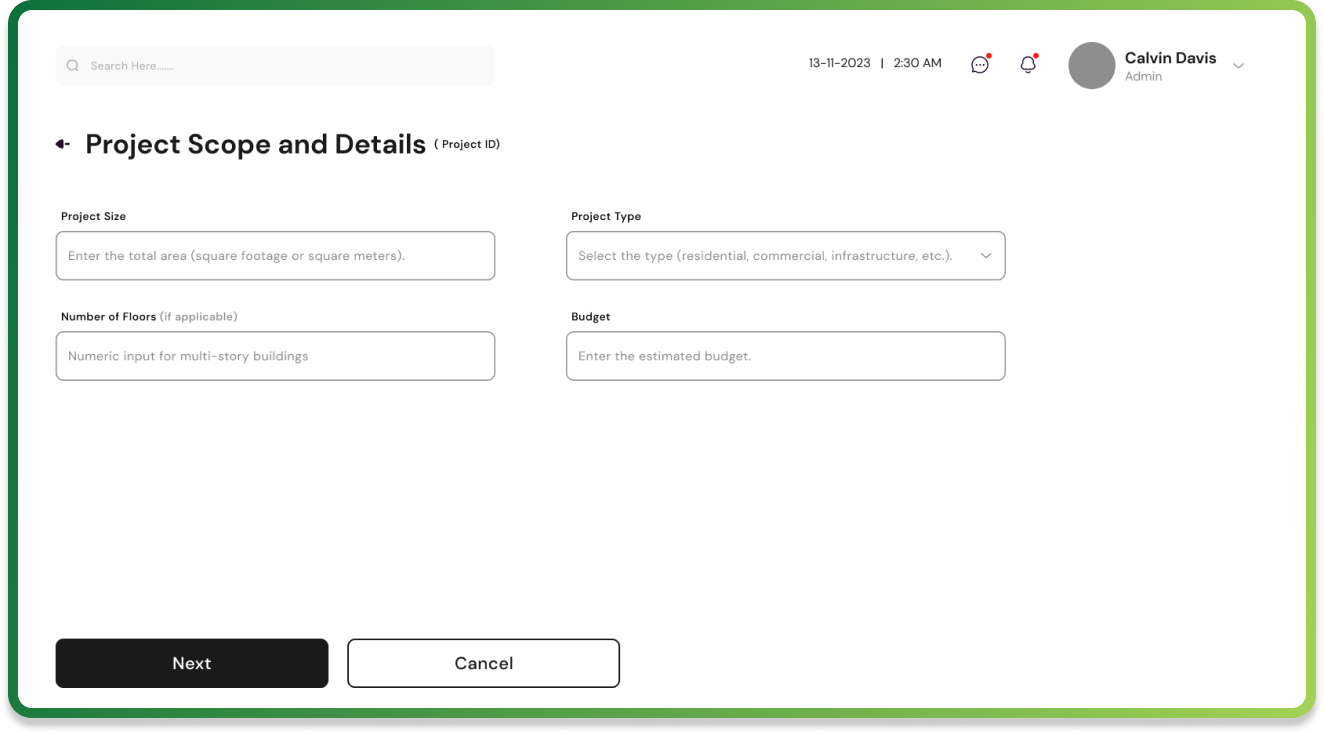 Search Here.......
13-11-2023 | 2:30 AM
Calvin Davis
Admin
Project Scope and Details ( Project ID)
Project Size
Enter the total area (square footage or square meters).
Project Type
Select the type (residential, commercial, infrastructure, etc.).
Number of Floors (if applicable)
Numeric input for multi-story buildings
Budget
Enter the estimated budget.
Next
Cancel